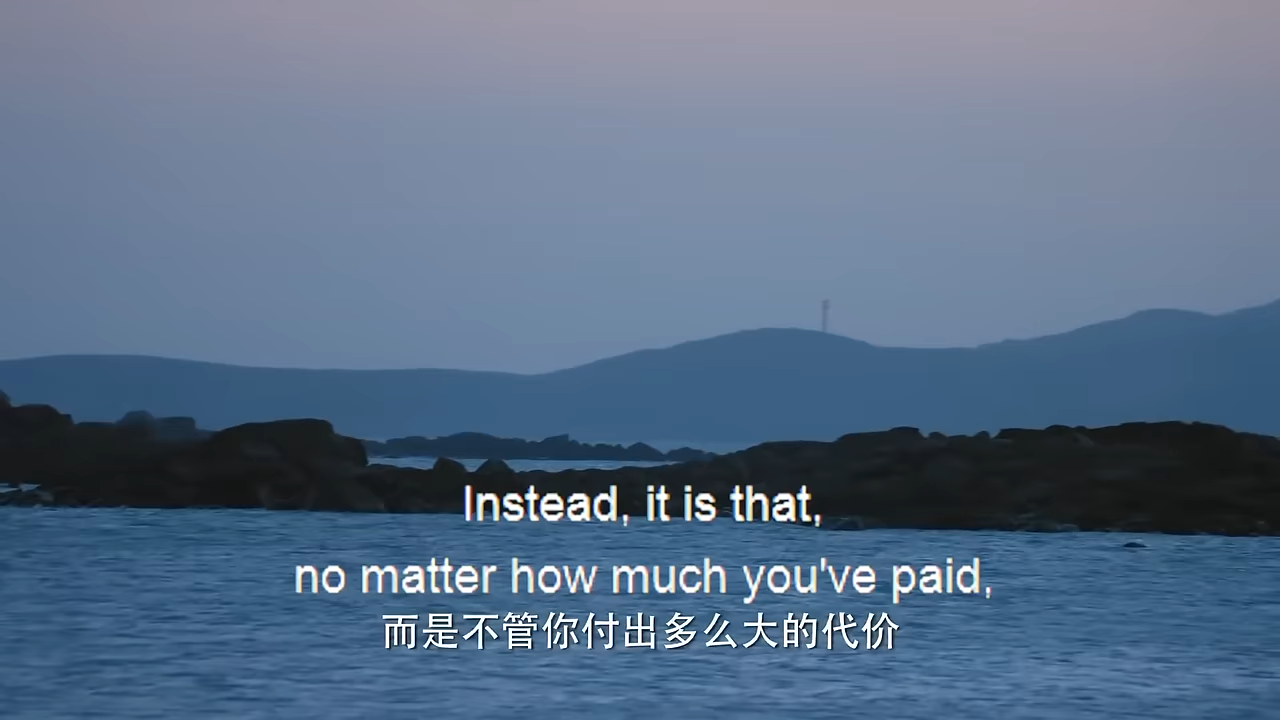 Instead, it is that,
no matter how much you've paid,
而是不管你付出多么大的代价